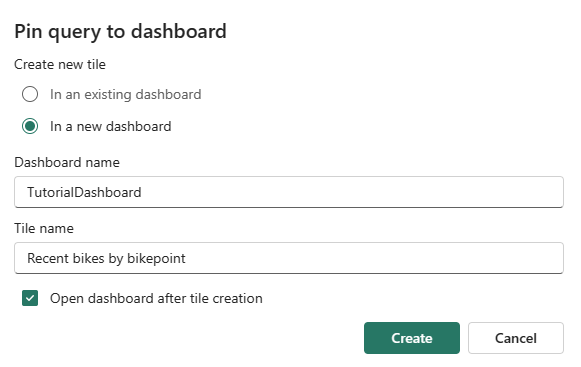 Pin query to dashboard
Create new tile
In an existing dashboard
In a new dashboard
Dashboard name
TutorialDashboard
Tile name
Recent bikes by bikepoint
Open dashboard after tile creation
Create Cancel